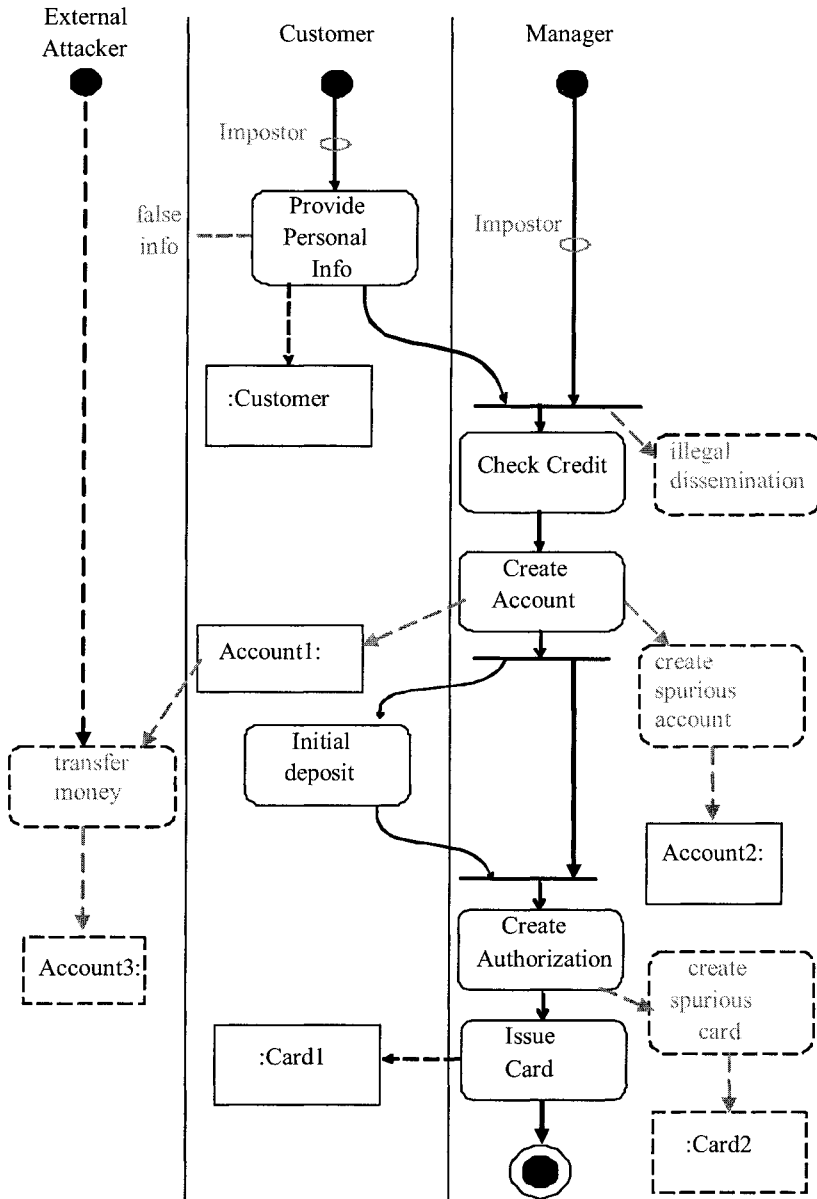 External
Attacker
Customer
Manager
Impostor
false
info
Provide
Personal
Info
Impostor
:Customer
Check Credit
illegal
dissemination
Create
Account
Account1:
create
spurious
account
Initial
deposit
transfer
money
Account2:
Account3:
Create
Authorization
create
spurious
card
:Card1
Issue
Card
:Card2